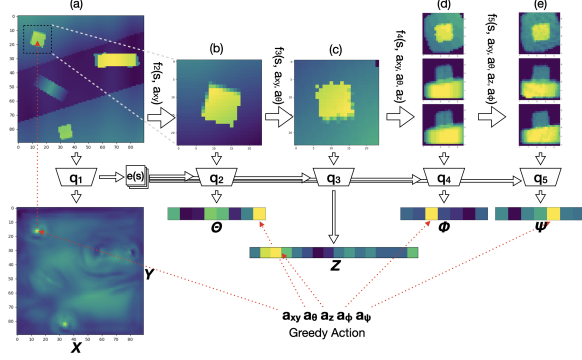 (a)
(b)
(c)
(d)
(e)
f₂(s, axy)
f₃(s, axy, aθ)
f₄(s, axy, aθ, az)
f₅(s, axy, aθ, az, aϕ)
q₁
e(s)
q₂
q₃
q₄
q₅
Θ
Z
Φ
Ψ
Y
X
axy aθ az aϕ aψ
Greedy Action